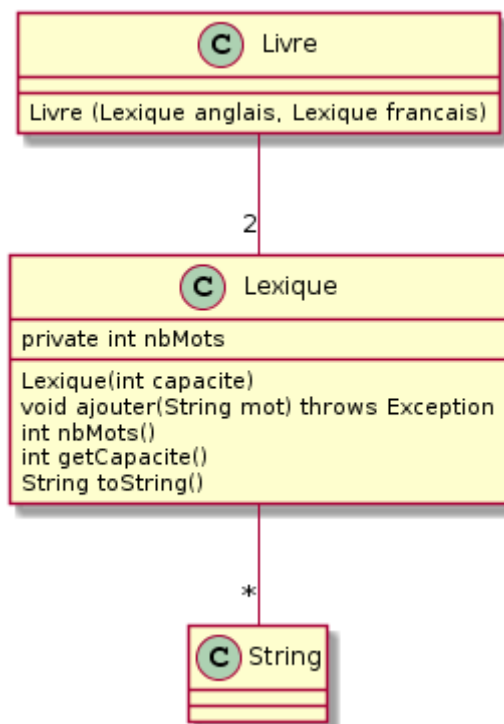 C Livre
Livre (Lexique anglais, Lexique francais)
2
C Lexique
private int nbMots
Lexique(int capacite)
void ajouter(String mot) throws Exception
int nbMots()
int getCapacite()
String toString()
*
C String